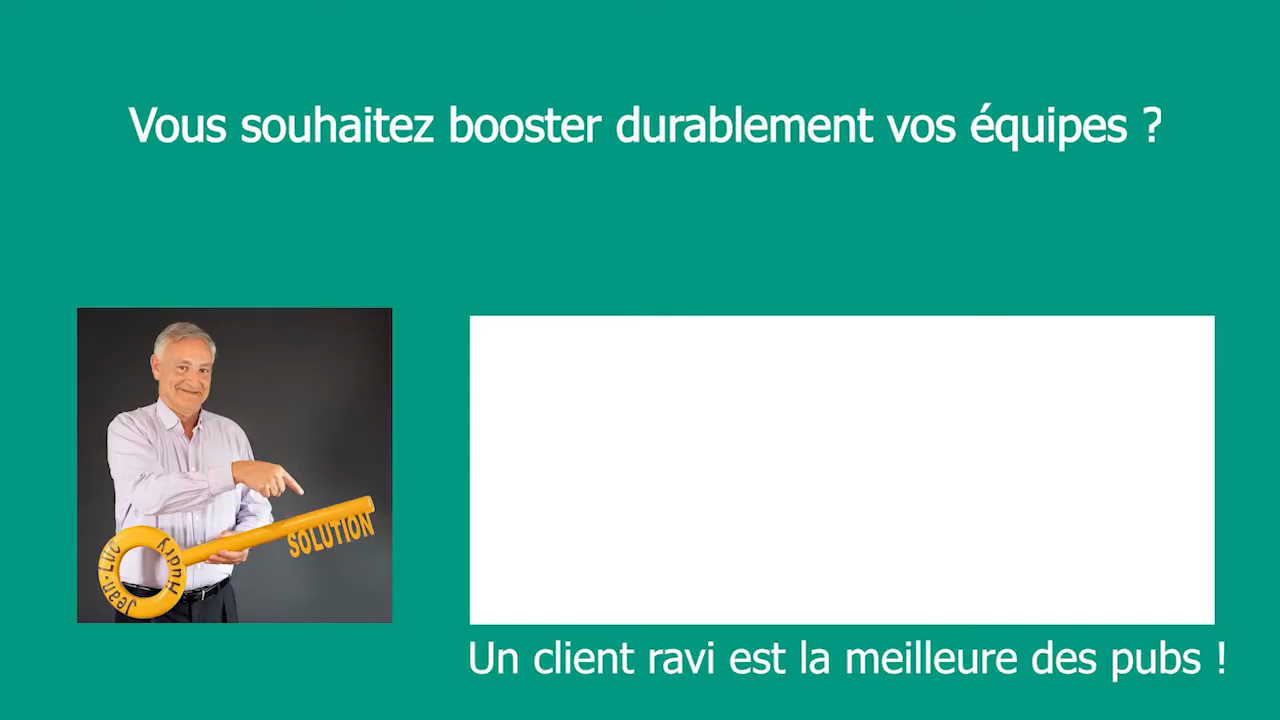 Vous souhaitez booster durablement vos équipes ?
SOLUTION
Jean-Luc Hudry
Un client ravi est la meilleure des pubs !